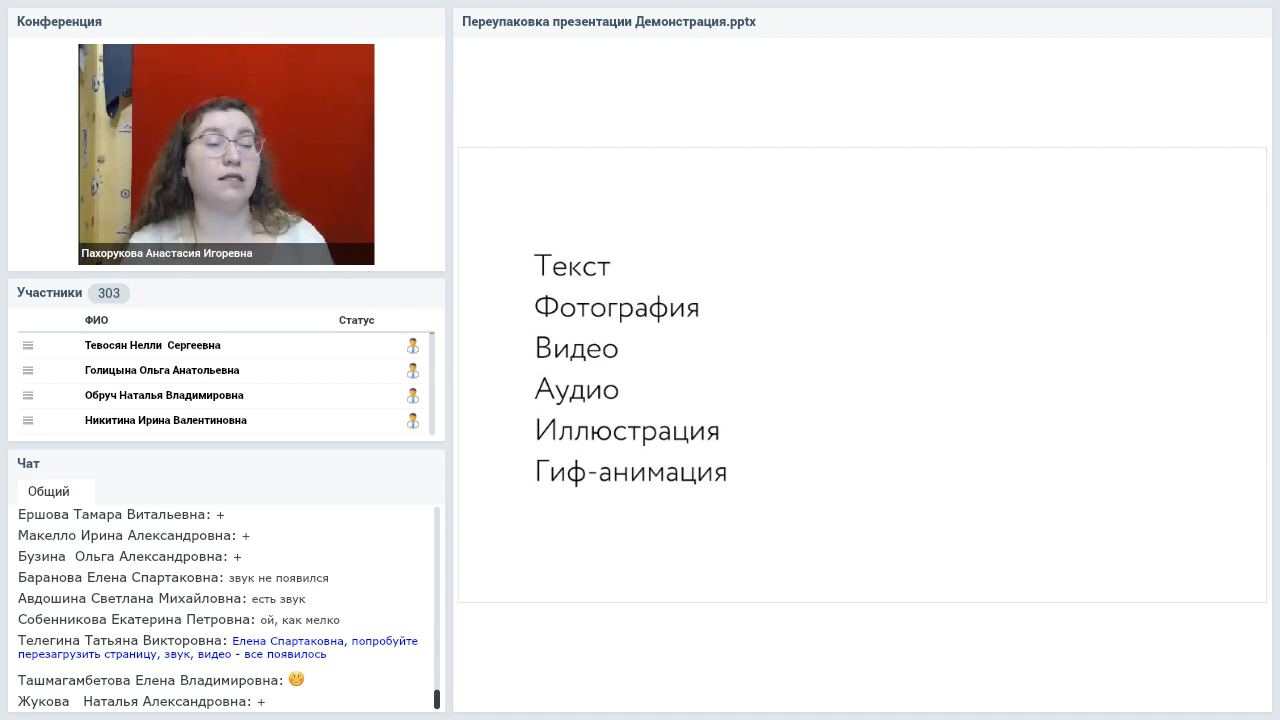 Конференция
Пахорукова Анастасия Игоревна
Участники 303
ФИО Статус
Тевосян Нелли Сергеевна
Голицына Ольга Анатольевна
Обруч Наталья Владимировна
Никитина Ирина Валентиновна
Чат
Общий
Ершова Тамара Витальевна: +
Макелло Ирина Александровна: +
Бузина Ольга Александровна: +
Баранова Елена Спартаковна: звук не появился
Авдошина Светлана Михайловна: есть звук
Собенникова Екатерина Петровна: ой, как мелко
Телегина Татьяна Викторовна: Елена Спартаковна, попробуйте
перезагрузить страницу, звук, видео - все появилось
Ташмагамбетова Елена Владимировна:
Жукова Наталья Александровна: +
Переупаковка презентации Демонстрация.pptx
Текст
Фотография
Видео
Аудио
Иллюстрация
Гиф-анимация